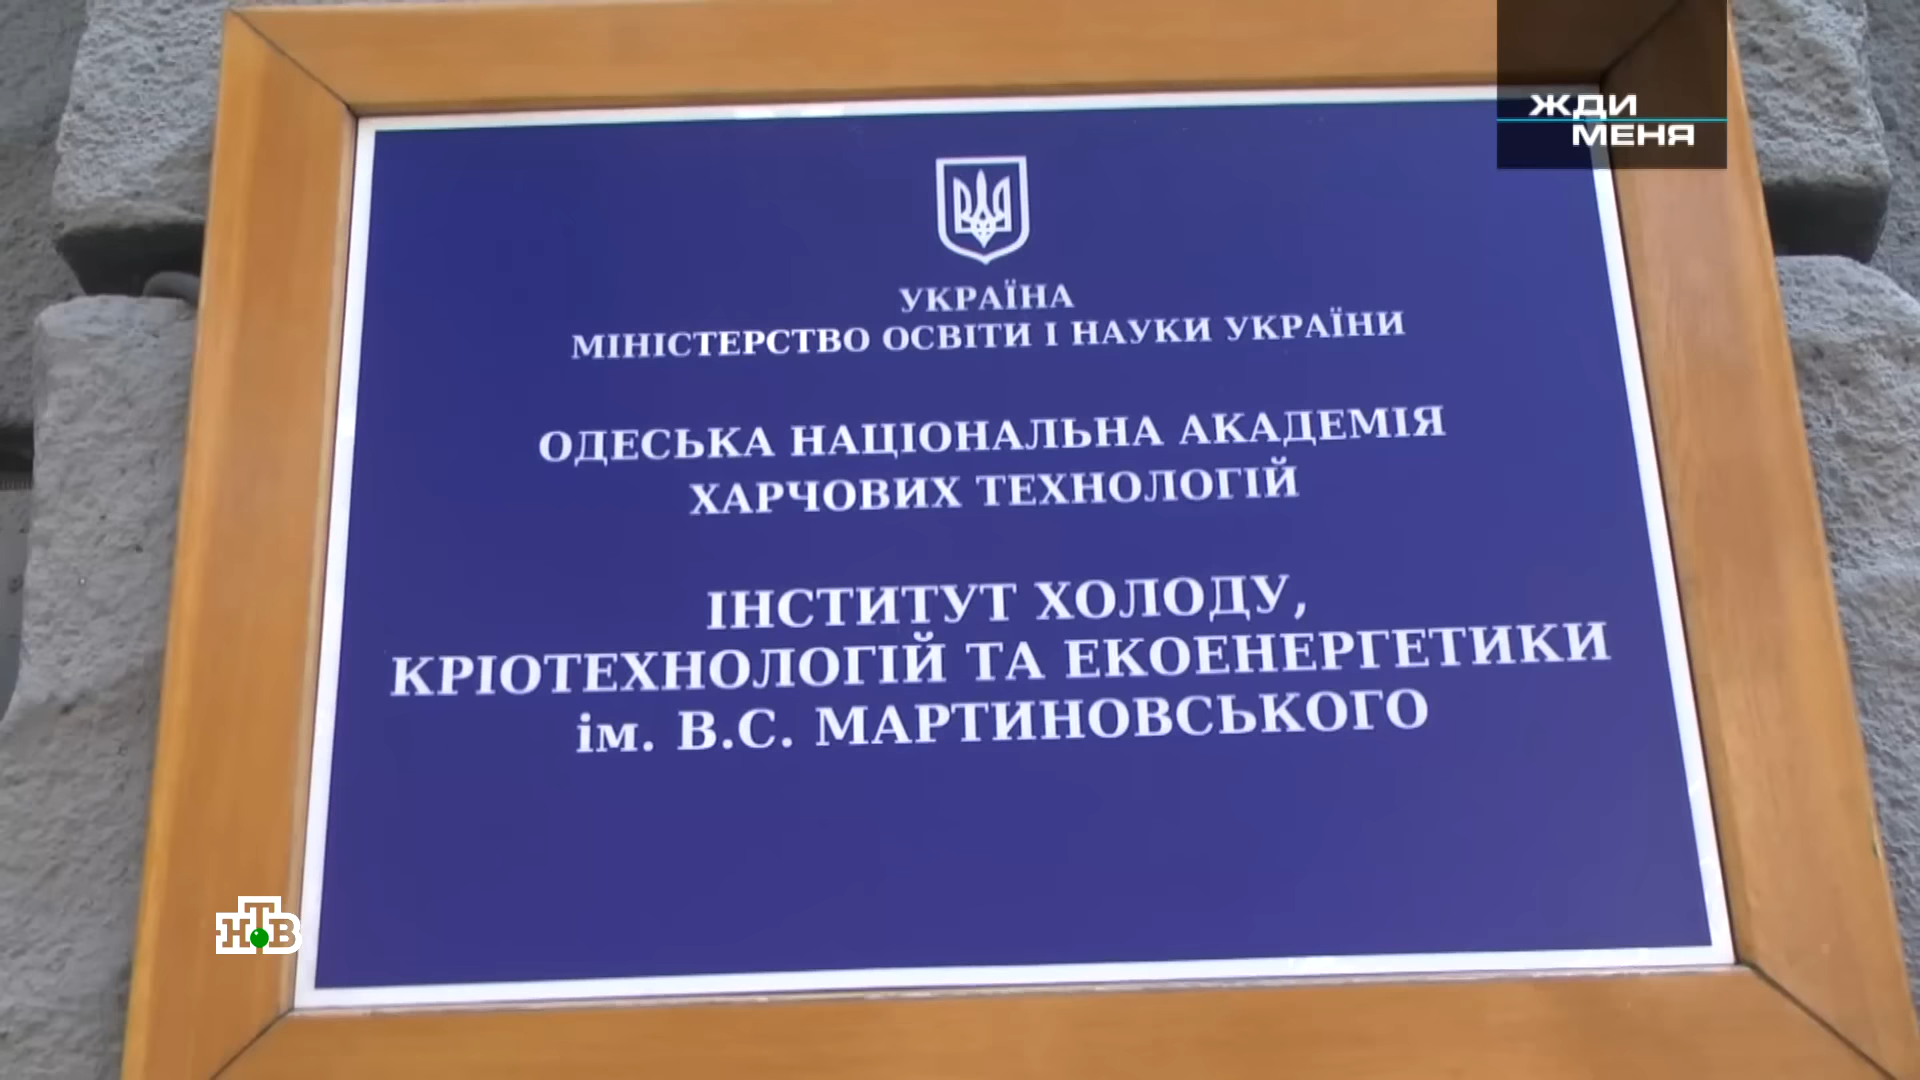 ЖДИ
МЕНЯ
УКРАЇНА
МІНІСТЕРСТВО ОСВІТИ І НАУКИ УКРАЇНИ
ОДЕСЬКА НАЦІОНАЛЬНА АКАДЕМІЯ
ХАРЧОВИХ ТЕХНОЛОГІЙ
ІНСТИТУТ ХОЛОДУ,
КРІОТЕХНОЛОГІЙ ТА ЕКОЕНЕРГЕТИКИ
ім. В.С. МАРТИНОВСЬКОГО
НТВ